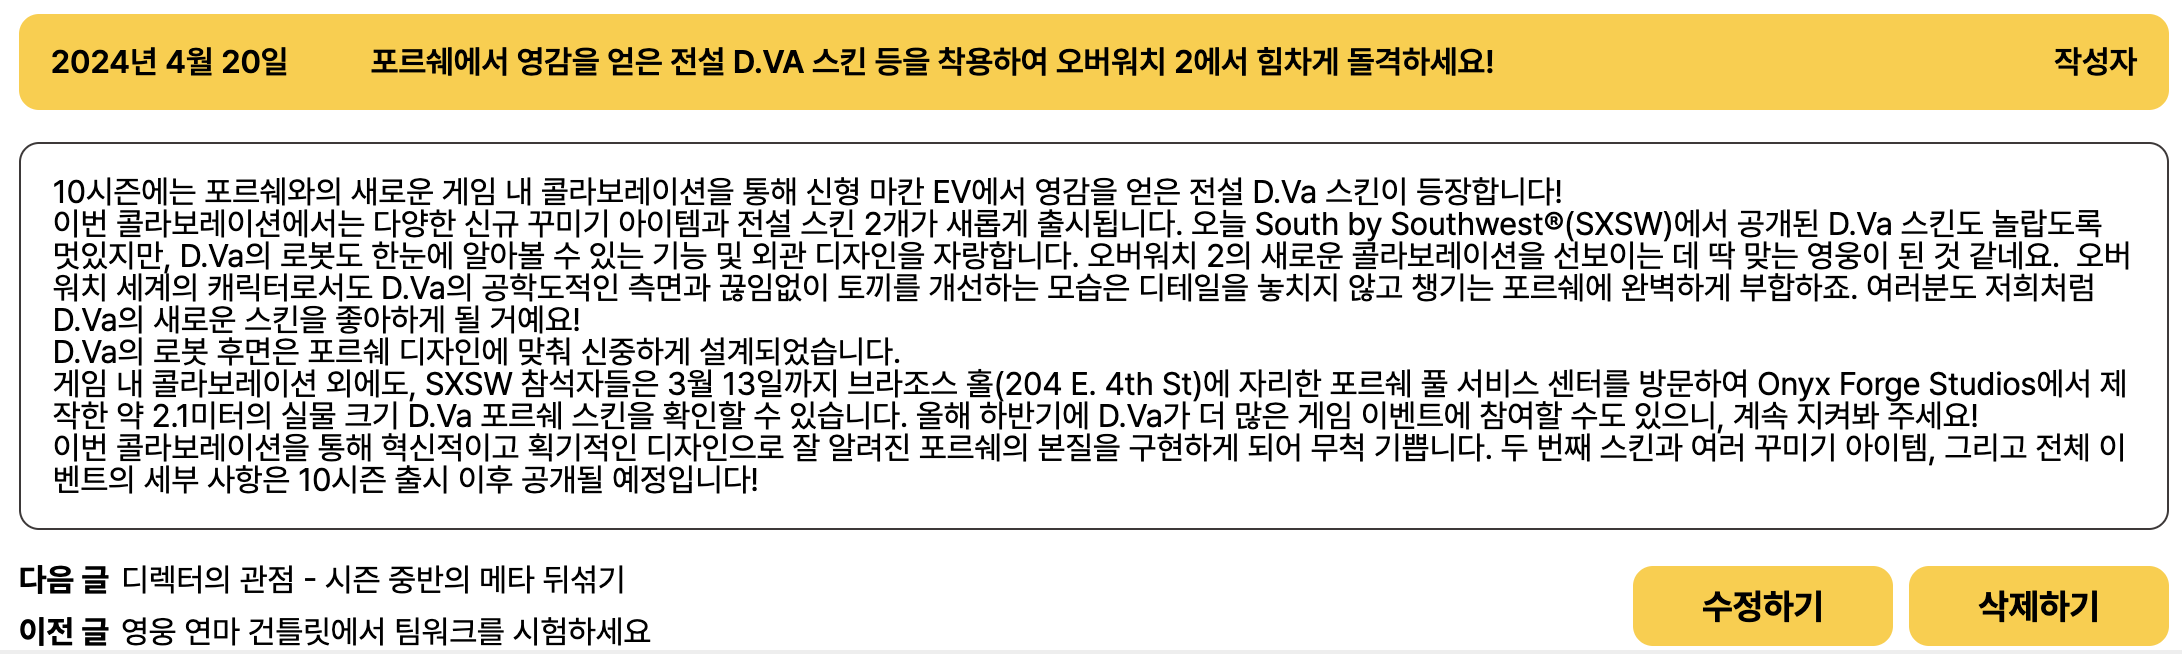 2024년 4월 20일 포르쉐에서 영감을 얻은 전설 D.VA 스킨 등을 착용하여 오버워치 2에서 힘차게 돌격하세요! 작성자
10시즌에는 포르쉐와의 새로운 게임 내 콜라보레이션을 통해 신형 마칸 EV에서 영감을 얻은 전설 D.Va 스킨이 등장합니다!
이번 콜라보레이션에서는 다양한 신규 꾸미기 아이템과 전설 스킨 2개가 새롭게 출시됩니다. 오늘 South by Southwest®(SXSW)에서 공개된 D.Va 스킨도 놀랍도록
멋있지만, D.Va의 로봇도 한눈에 알아볼 수 있는 기능 및 외관 디자인을 자랑합니다. 오버워치 2의 새로운 콜라보레이션을 선보이는 데 딱 맞는 영웅이 된 것 같네요.  오버
워치 세계의 캐릭터로서도 D.Va의 공학도적인 측면과 끊임없이 토끼를 개선하는 모습은 디테일을 놓치지 않고 챙기는 포르쉐에 완벽하게 부합하죠. 여러분도 저희처럼
D.Va의 새로운 스킨을 좋아하게 될 거예요!
D.Va의 로봇 후면은 포르쉐 디자인에 맞춰 신중하게 설계되었습니다.
게임 내 콜라보레이션 외에도, SXSW 참석자들은 3월 13일까지 브라조스 홀(204 E. 4th St)에 자리한 포르쉐 풀 서비스 센터를 방문하여 Onyx Forge Studios에서 제
작한 약 2.1미터의 실물 크기 D.Va 포르쉐 스킨을 확인할 수 있습니다. 올해 하반기에 D.Va가 더 많은 게임 이벤트에 참여할 수도 있으니, 계속 지켜봐 주세요!
이번 콜라보레이션을 통해 혁신적이고 획기적인 디자인으로 잘 알려진 포르쉐의 본질을 구현하게 되어 무척 기쁩니다. 두 번째 스킨과 여러 꾸미기 아이템, 그리고 전체 이
벤트의 세부 사항은 10시즌 출시 이후 공개될 예정입니다!
다음 글 디렉터의 관점 - 시즌 중반의 메타 뒤섞기
이전 글 영웅 연마 건틀릿에서 팀워크를 시험하세요
수정하기 삭제하기